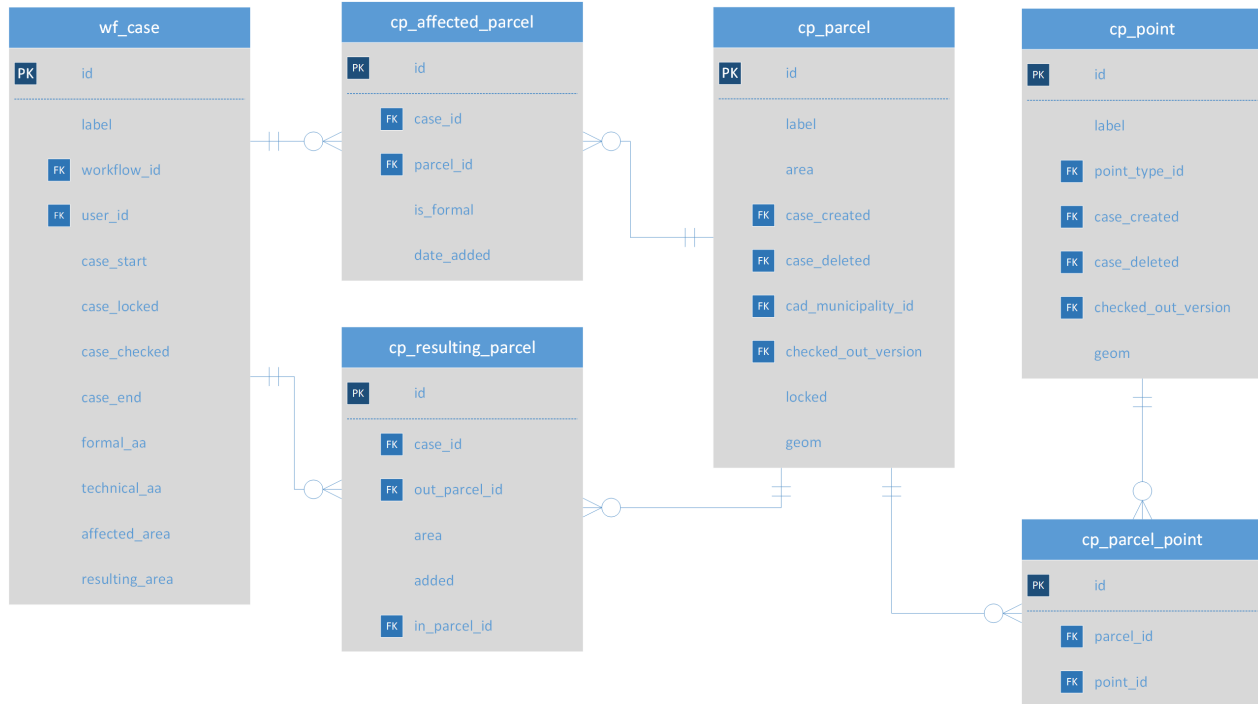 wf_case
PK id
label
FK workflow_id
FK user_id
case_start
case_locked
case_checked
case_end
formal_aa
technical_aa
affected_area
resulting_area
cp_affected_parcel
PK id
FK case_id
FK parcel_id
is_formal
date_added
cp_resulting_parcel
PK id
FK case_id
FK out_parcel_id
area
added
FK in_parcel_id
cp_parcel
PK id
label
area
FK case_created
FK case_deleted
FK cad_municipality_id
FK checked_out_version
locked
geom
cp_point
PK id
label
FK point_type_id
FK case_created
FK case_deleted
FK checked_out_version
geom
cp_parcel_point
PK id
FK parcel_id
FK point_id